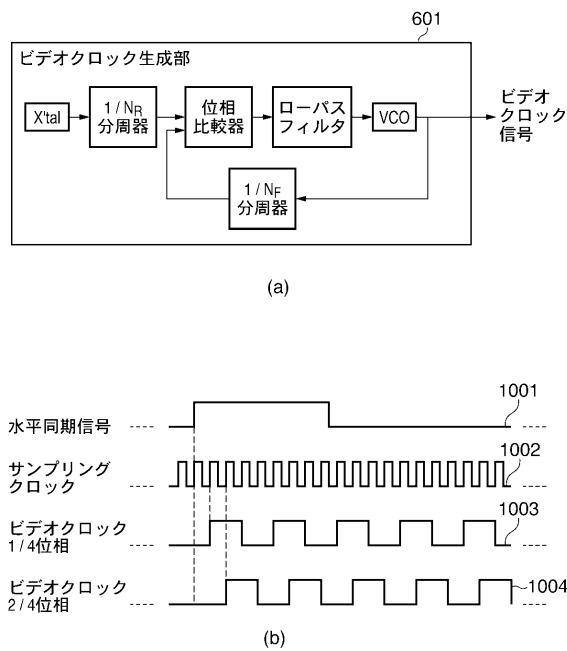 601
ビデオクロック生成部
X'tal
1 / NR
分周器
位相
比較器
ローパス
フィルタ
VCO
ビデオ
クロック
信号
1 / NF
分周器
(a)
水平同期信号
1001
サンプリング
クロック
1002
ビデオクロック
1 / 4位相
1003
ビデオクロック
2 / 4位相
1004
(b)